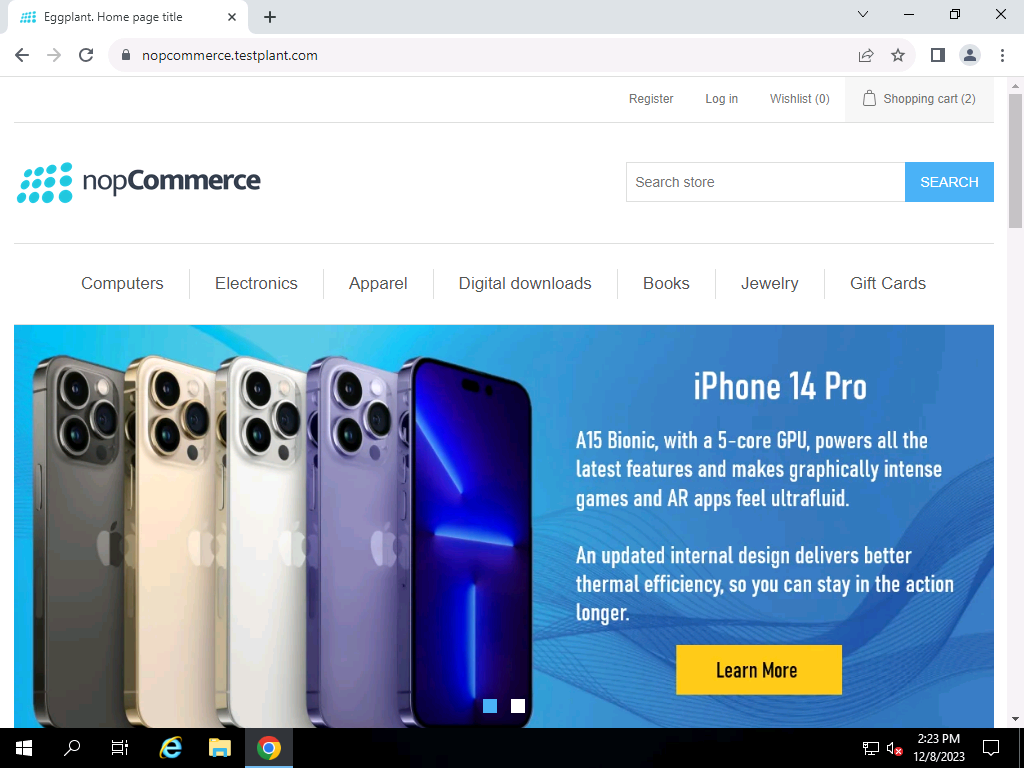 Eggplant. Home page title
nopcommerce.testplant.com
Register
Log in
Wishlist (0)
Shopping cart (2)
nopCommerce
Search store
SEARCH
Computers
Electronics
Apparel
Digital downloads
Books
Jewelry
Gift Cards
iPhone 14 Pro
A15 Bionic, with a 5-core GPU, powers all the
latest features and makes graphically intense
games and AR apps feel ultrafluid.
An updated internal design delivers better
thermal efficiency, so you can stay in the action
longer.
Learn More
2:23 PM
12/8/2023